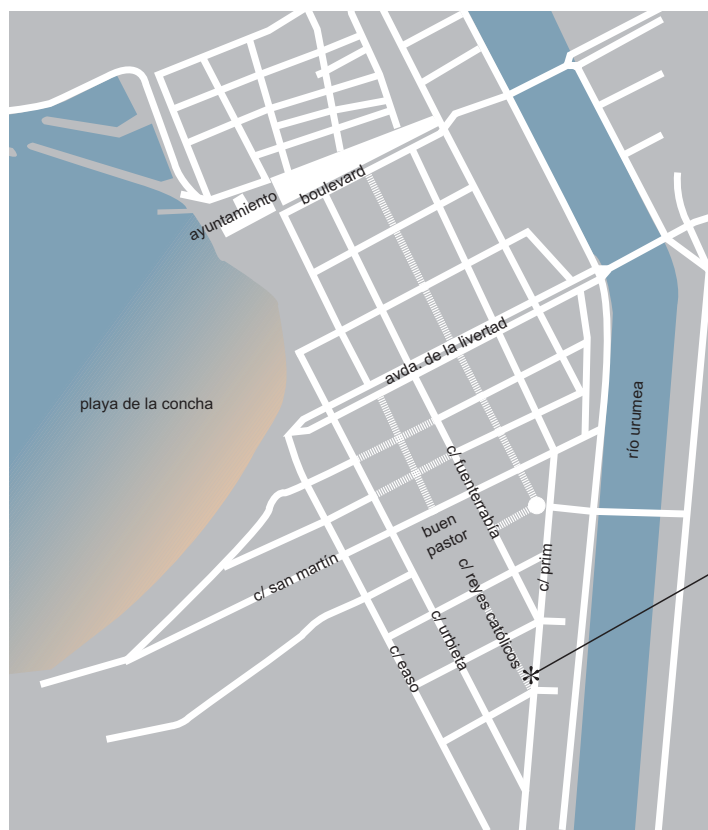 boulevard
ayuntamiento
avda. de la livertad
playa de la concha
río urumea
c/ fuenterrabía
buen
pastor
c/ san martín
c/ prim
c/ reyes católicos
c/ urbieta
c/ easo
*